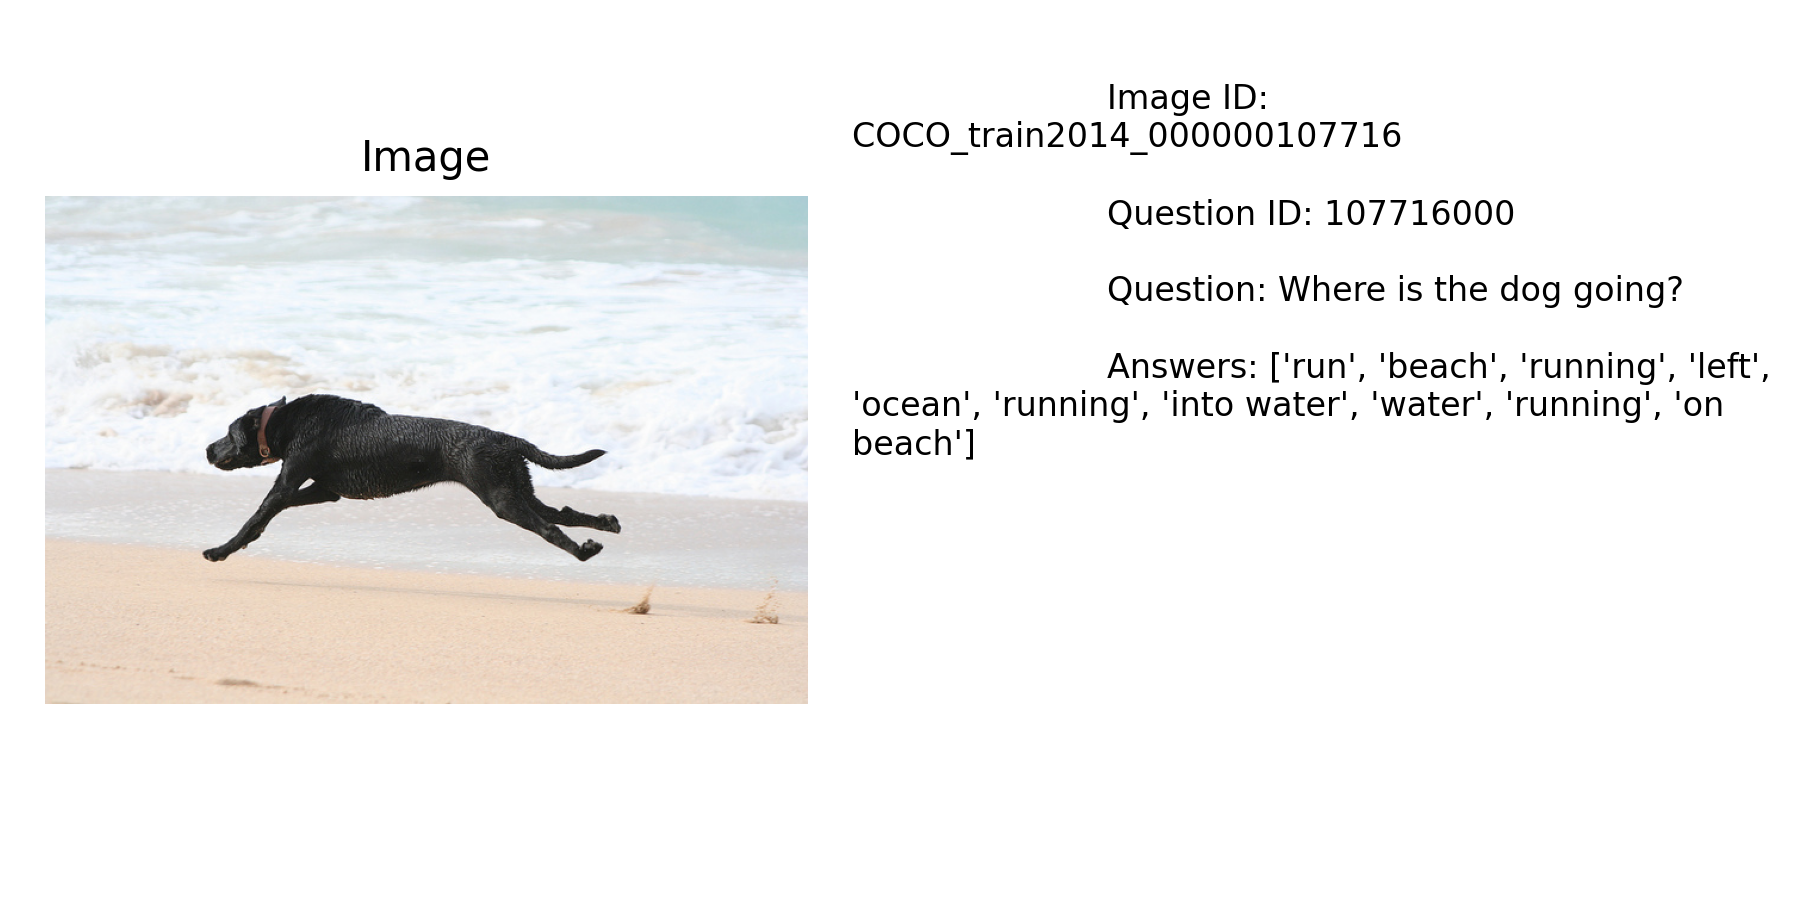 Image
Image ID:
COCO_train2014_000000107716
Question ID: 107716000
Question: Where is the dog going?
Answers: ['run', 'beach', 'running', 'left',
'ocean', 'running', 'into water', 'water', 'running', 'on
beach']